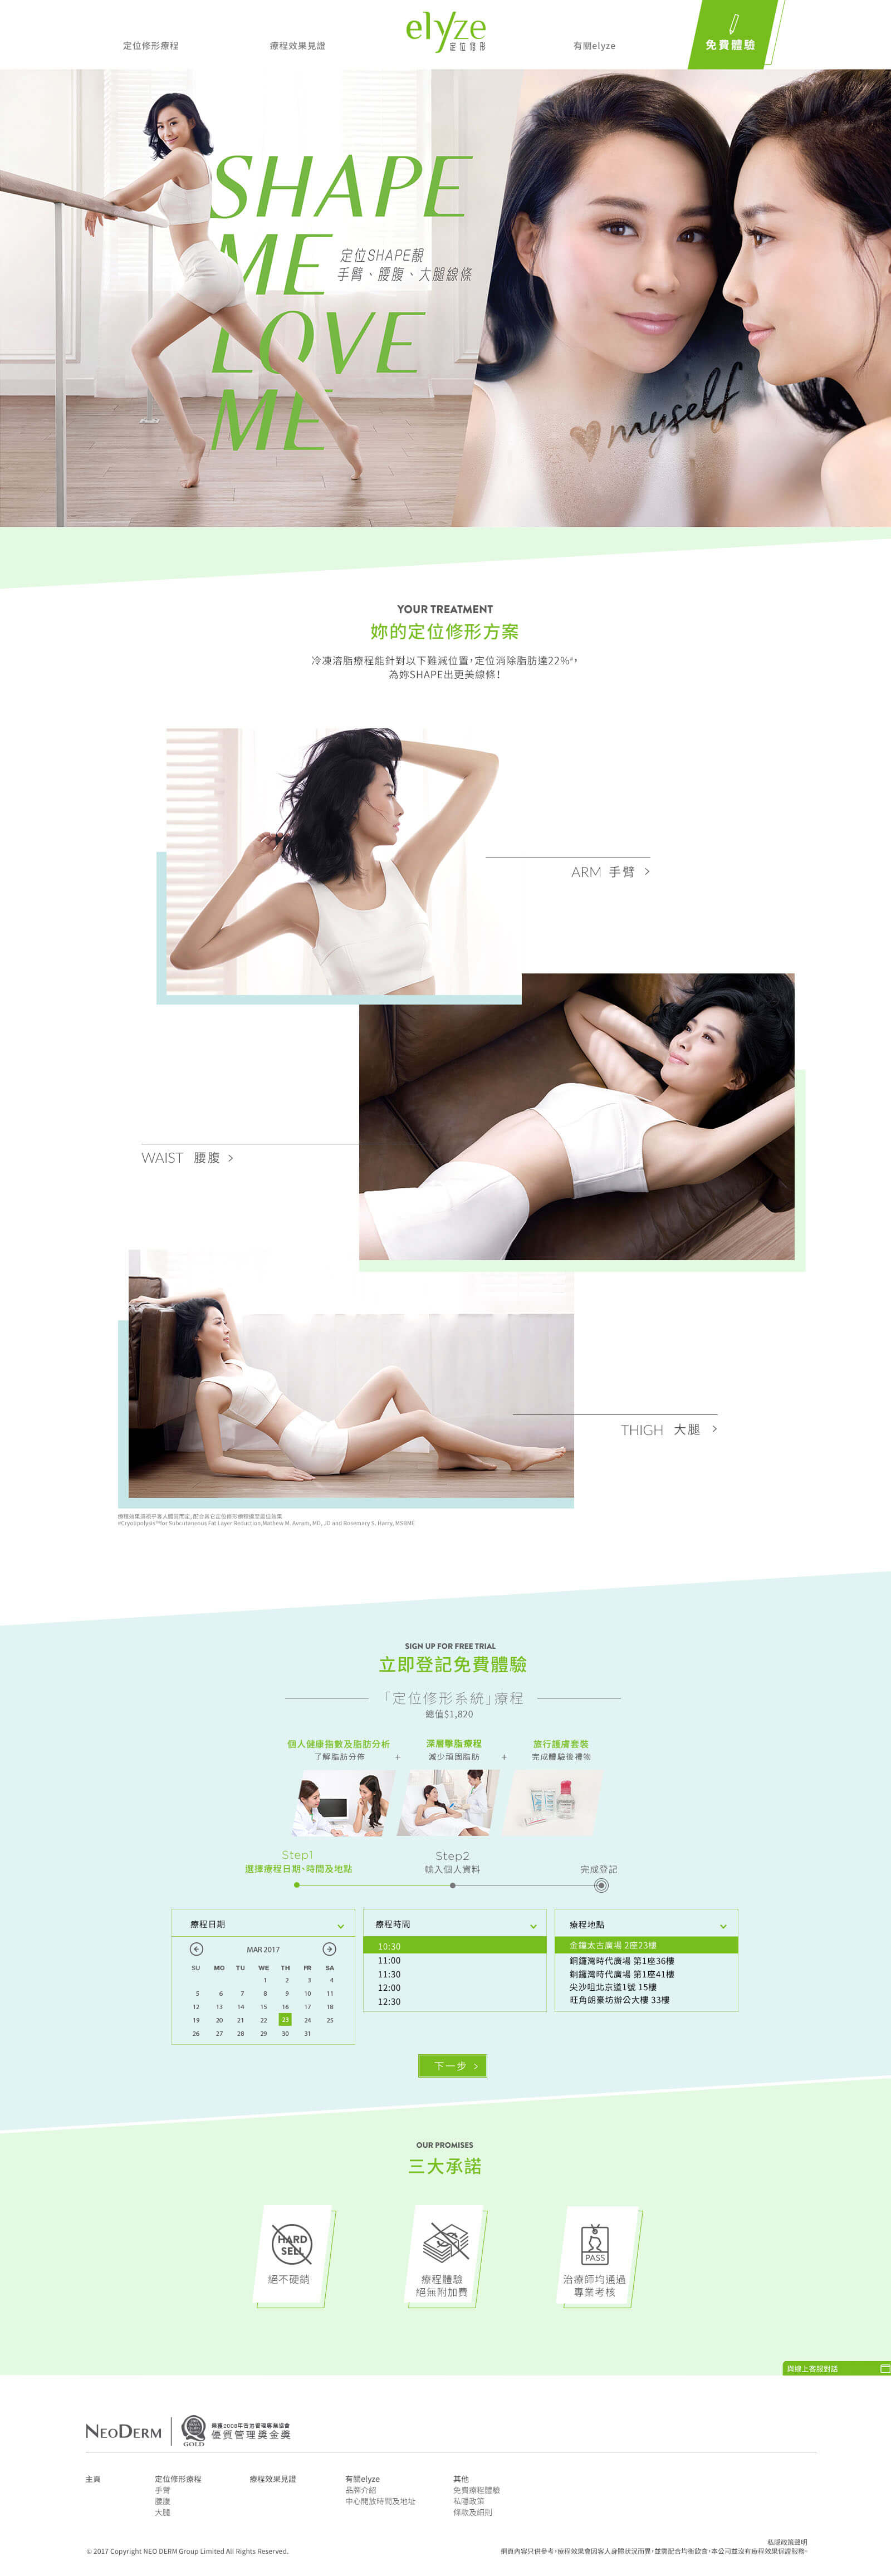 定位修形療程
療程效果見證
elyze
定位修形
有關elyze
免費體驗
SHAPE
ME
定位SHAPE靚
手臂、腰腹、大腿線條
LOVE
ME
myself
YOUR TREATMENT
妳的定位修形方案
冷凍溶脂療程能針對以下難減位置，定位消除脂肪達22%#，
為妳SHAPE出更美線條！
ARM 手臂 >
WAIST 腰腹 >
THIGH 大腿 >
#Cryolipolysis™for Subcutaneous Fat Layer Reduction,Mathew M. Avram, MD, JD and Rosemary S. Harry, MSBME
SIGN UP FOR FREE TRIAL
立即登記免費體驗
「定位修形系統」療程
總值$1,820
個人健康指數及脂肪分析
了解脂肪分佈
+
深層擊脂療程
減少頑固脂肪
+
旅行護膚套裝
完成體驗後禮物
Step1
選擇療程日期、時間及地點
Step2
輸入個人資料
完成登記
療程日期
MAR 2017
SU MO TU WE TH FR SA
1 2 3 4
5 6 7 8 9 10 11
12 13 14 15 16 17 18
19 20 21 22 23 24 25
26 27 28 29 30 31
療程時間
10:30
11:00
11:30
12:00
12:30
療程地點
金鐘太古廣場 2座23樓
銅鑼灣時代廣場 第1座36樓
銅鑼灣時代廣場 第1座41樓
尖沙咀北京道1號 15樓
旺角朗豪坊辦公大樓 33樓
下一步 >
OUR PROMISES
三大承諾
HARD
SELL
絕不硬銷
療程體驗
絕無附加費
PASS
治療師均通過
專業考核
與線上客服對話
NEODERM
GOLD
榮獲2009年香港管理專業協會
優質管理獎金獎
主頁
定位修形療程
手臂
腰腹
大腿
療程效果見證
有關elyze
品牌介紹
中心開放時間及地址
其他
免費療程體驗
私隱政策
條款及細則
私隱政策聲明
© 2017 Copyright NEO DERM Group Limited All Rights Reserved.
網頁內容只供參考，療程效果會因客人身體狀況而異，並需配合均衡飲食，本公司並沒有療程效果保證服務。